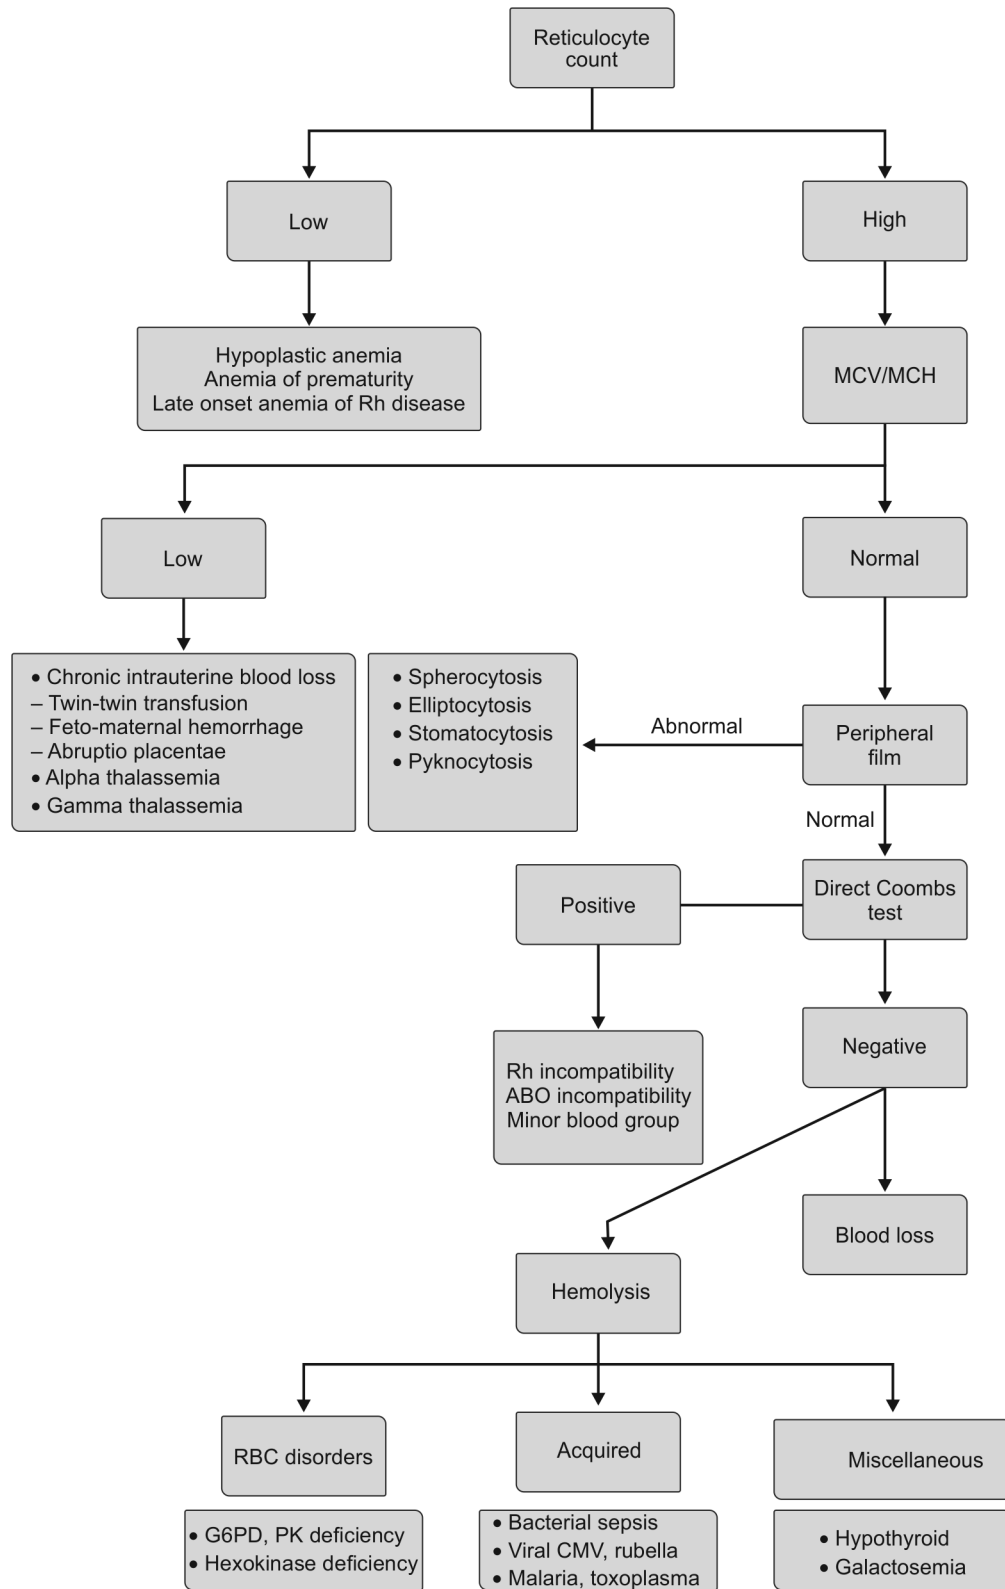 Reticulocyte
count
Low
High
Hypoplastic anemia
Anemia of prematurity
Late onset anemia of Rh disease
MCV/MCH
Low
Normal
• Chronic intrauterine blood loss
– Twin-twin transfusion
– Feto-maternal hemorrhage
– Abruptio placentae
• Alpha thalassemia
• Gamma thalassemia
• Spherocytosis
• Elliptocytosis
• Stomatocytosis
• Pyknocytosis
Abnormal
Peripheral
film
Normal
Positive
Direct Coombs
test
Rh incompatibility
ABO incompatibility
Minor blood group
Negative
Blood loss
Hemolysis
RBC disorders
Acquired
Miscellaneous
• G6PD, PK deficiency
• Hexokinase deficiency
• Bacterial sepsis
• Viral CMV, rubella
• Malaria, toxoplasma
• Hypothyroid
• Galactosemia